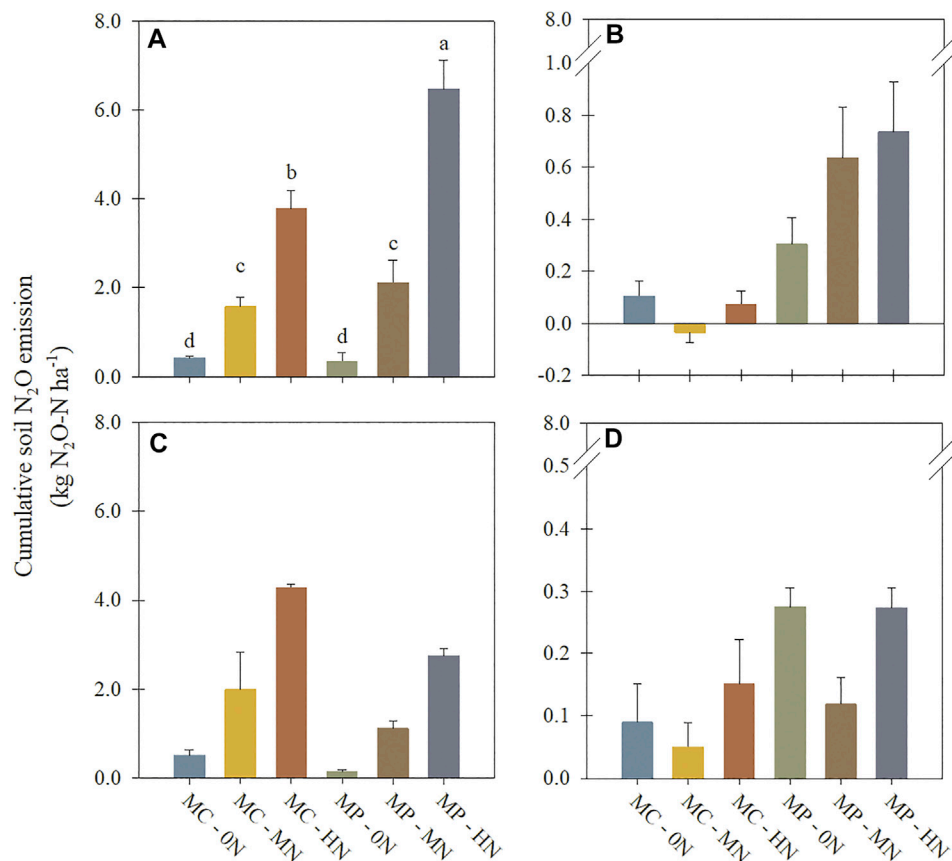 Cumulative soil N₂O emission
(kg N₂O-N ha⁻¹)
A
8.0
6.0
4.0
2.0
0.0
d
c
b
d
c
a
B
8.0
1.0
0.8
0.6
0.4
0.2
0.0
-0.2
C
8.0
6.0
4.0
2.0
0.0
MC - 0N
MC - MN
MC - HN
MP - 0N
MP - MN
MP - HN
D
8.0
0.5
0.4
0.3
0.2
0.1
0.0
MC - 0N
MC - MN
MC - HN
MP - 0N
MP - MN
MP - HN